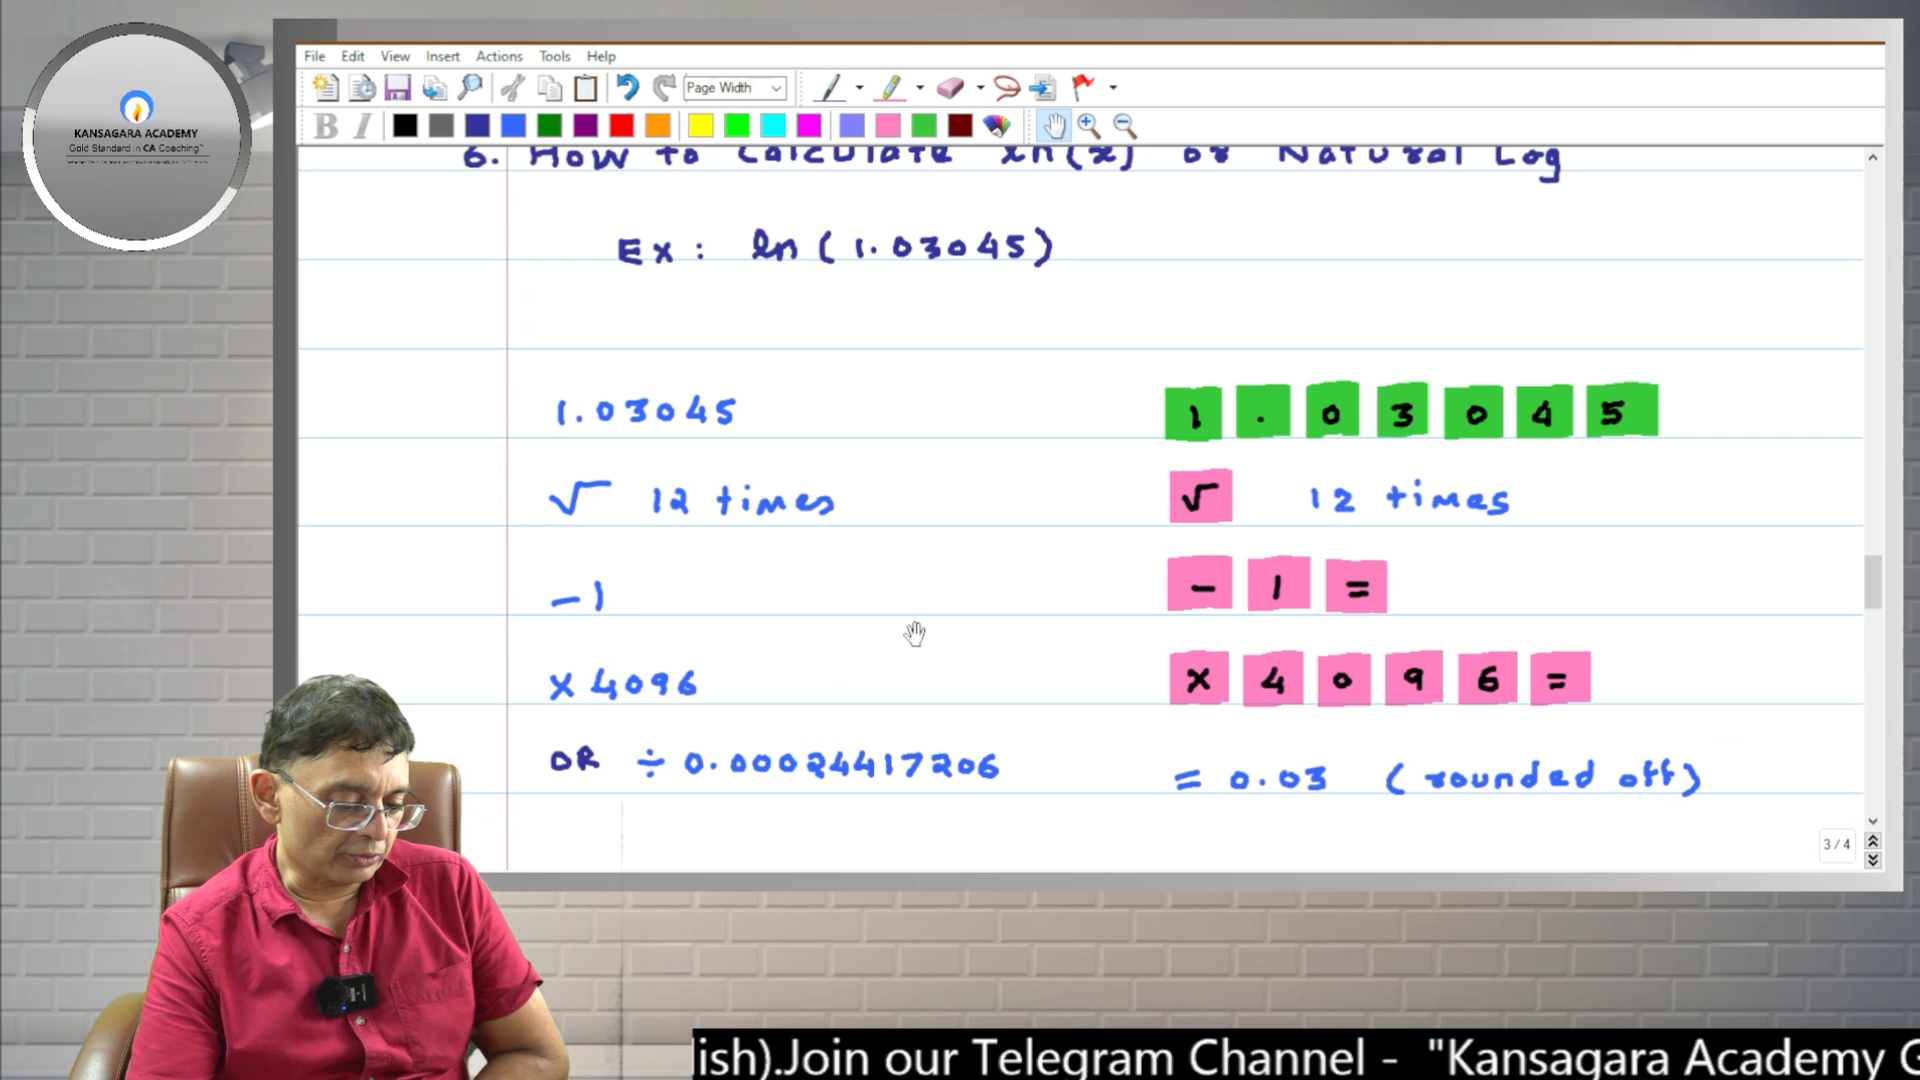 KANSAGARA ACADEMY
Gold Standard in CA Coaching™
File Edit View Insert Actions Tools Help
Page Width
B I
6. How to Calculate ln(x) or Natural Log
Ex: ln(1.03045)
1.03045
1 . 0 3 0 4 5
√ 12 times
√ 12 times
-1
- 1 =
x 4096
x 4 0 9 6 =
OR ÷ 0.00024417206
= 0.03 (rounded off)
3 / 4
lish).Join our Telegram Channel - "Kansagara Academy G